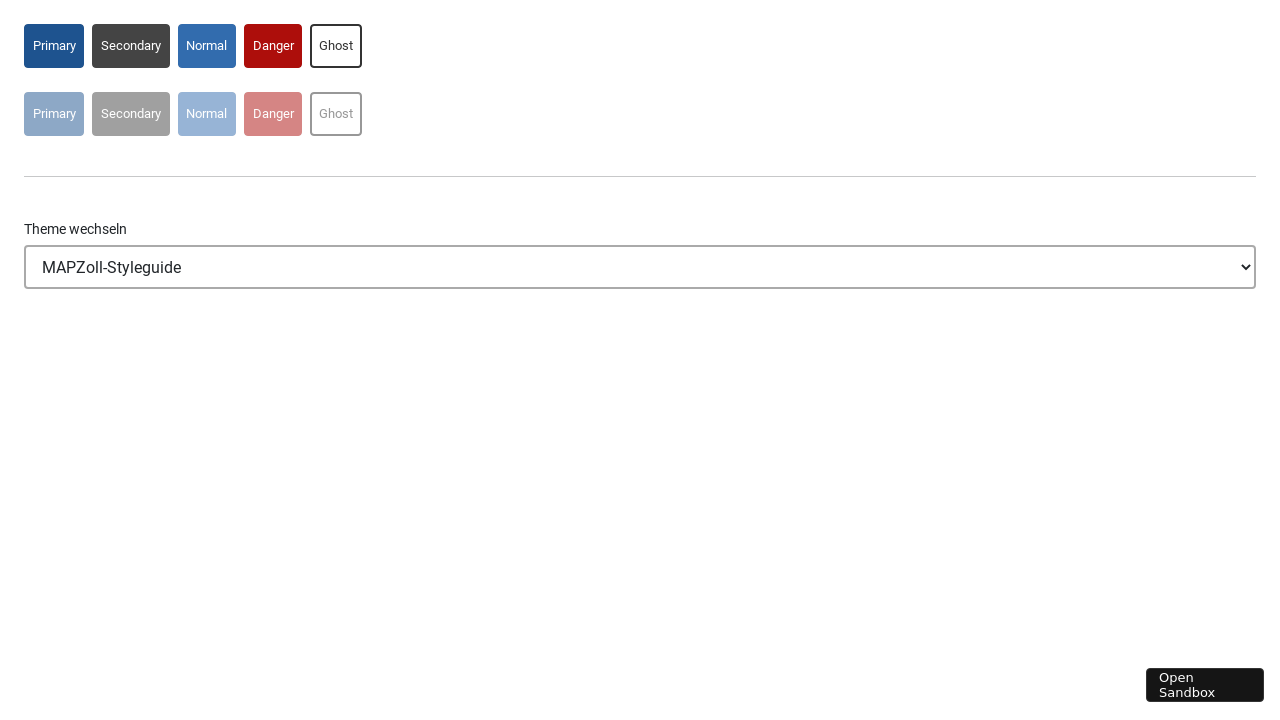 Primary Secondary Normal Danger Ghost
Primary Secondary Normal Danger Ghost
Theme wechseln
MAPZoll-Styleguide
Open
Sandbox